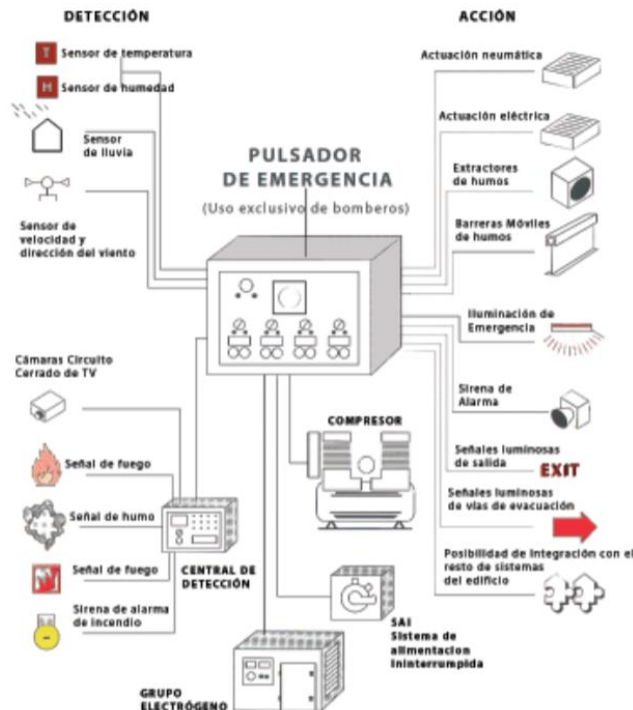 DETECCIÓN
T
Sensor de temperatura
H
Sensor de humedad
Sensor
de lluvia
Sensor de
velocidad y
dirección del viento
PULSADOR
DE EMERGENCIA
(Uso exclusivo de bomberos)
ACCIÓN
Actuación neumática
Actuación eléctrica
Extractores
de humos
Barreras Móviles
de humos
Iluminación de
Emergencia
Sirena de
Alarma
Señales luminosas
de salida
EXIT
Señales luminosas
de vías de evacuación
Posibilidad de integración con el
resto de sistemas
del edificio
Cámaras Circuito
Cerrado de TV
Señal de fuego
Señal de humo
Señal de fuego
Sirena de alarma
de incendio
CENTRAL DE
DETECCIÓN
COMPRESOR
SAI
Sistema de
alimentacion
Ininterrumpida
GRUPO
ELECTRÓGENO